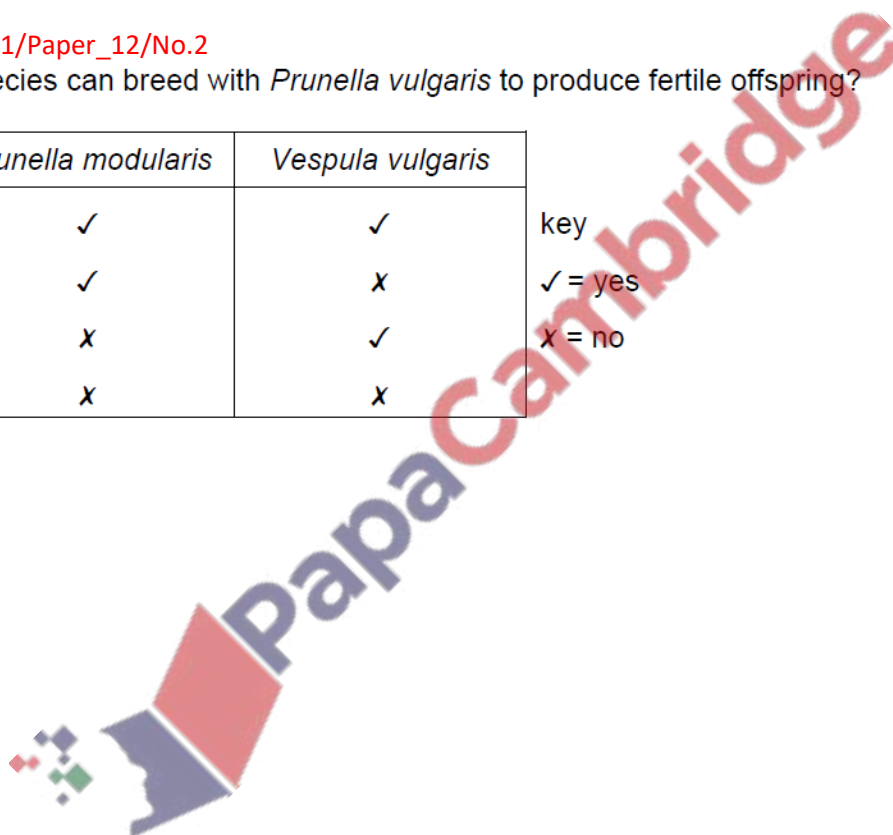 1/Paper_12/No.2
ecies can breed with Prunella vulgaris to produce fertile offspring?
unella modularis Vespula vulgaris
✓ ✓ key
✓ ✗ ✓ = yes
✗ ✓ ✗ = no
✗ ✗
PapaCambridge